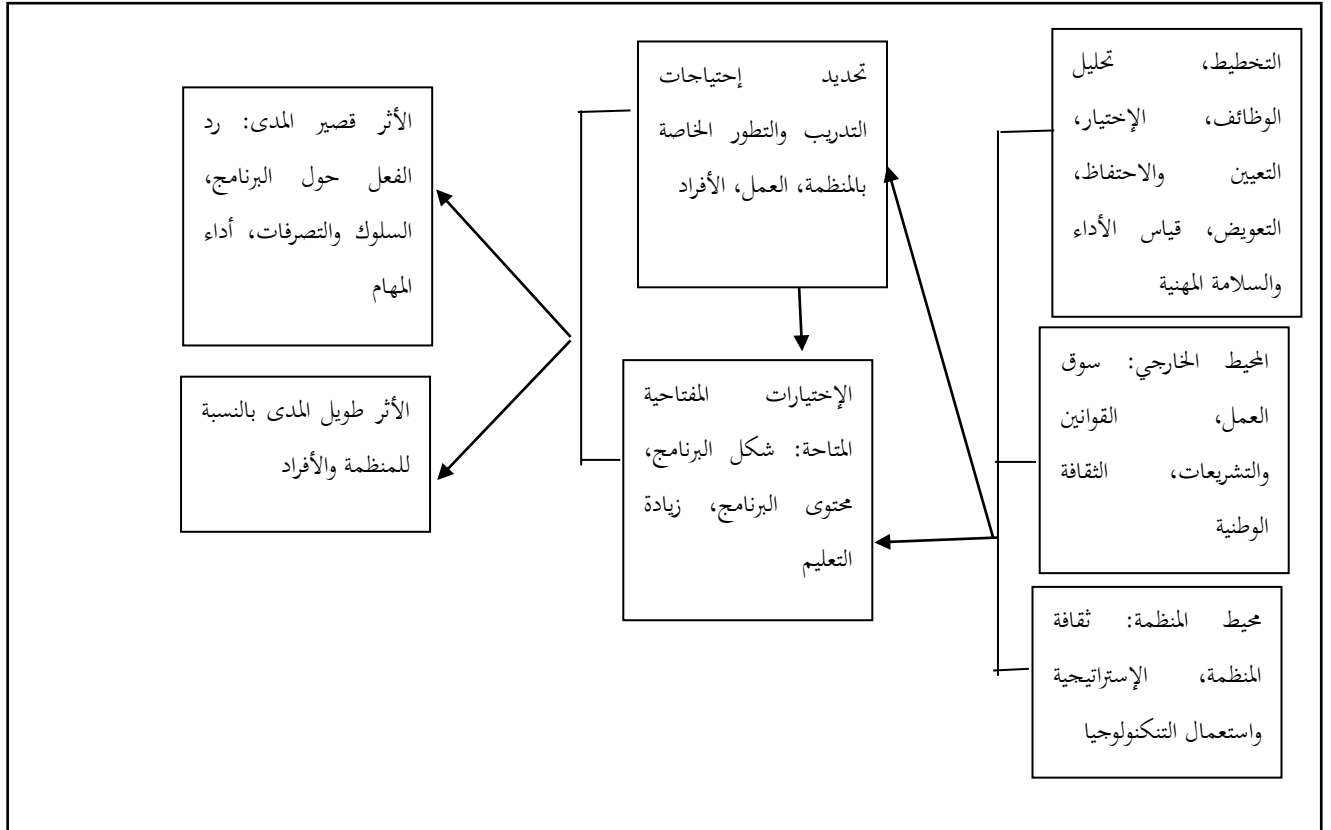 التخطيط، تحليل
الوظائف، الإختيار،
التعيين والاحتفاظ،
التعويض، قياس الأداء
والسلامة المهنية
المحيط الخارجي: سوق
العمل، القوانين
والتشريعات، الثقافة
الوطنية
محيط المنظمة: ثقافة
المنظمة، الإستراتيجية
واستعمال التنكنولوجيا
تحديد إحتياجات
التدريب والتطور الخاصة
بالمنظمة، العمل، الأفراد
الإختيارات المفتاحية
المتاحة: شكل البرنامج،
محتوى البرنامج، زيادة
التعليم
الأثر قصير المدى: رد
الفعل حول البرنامج،
السلوك والتصرفات، أداء
المهام
الأثر طويل المدى بالنسبة
للمنظمة والأفراد